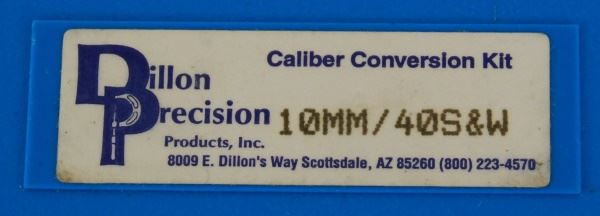 Dillon
Precision
Products, Inc.
Caliber Conversion Kit
10MM/40S&W
8009 E. Dillon's Way Scottsdale, AZ 85260 (800) 223-4570